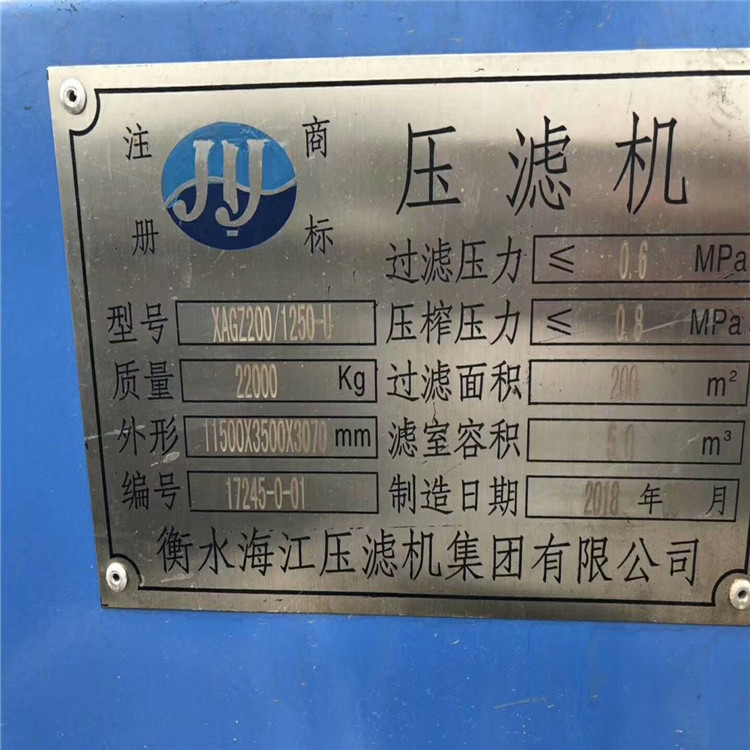 注 商
册 标
压滤机
过滤压力 ≤ 0.6 MPa
型号 XAGZ200/1250-U 压榨压力 ≤ 0.8 MPa
质量 22000 Kg 过滤面积 200 m²
外形 11500X3500X3070 mm 滤室容积 5.0 m³
编号 17245-0-01 制造日期 2018 年 月
衡水海江压滤机集团有限公司